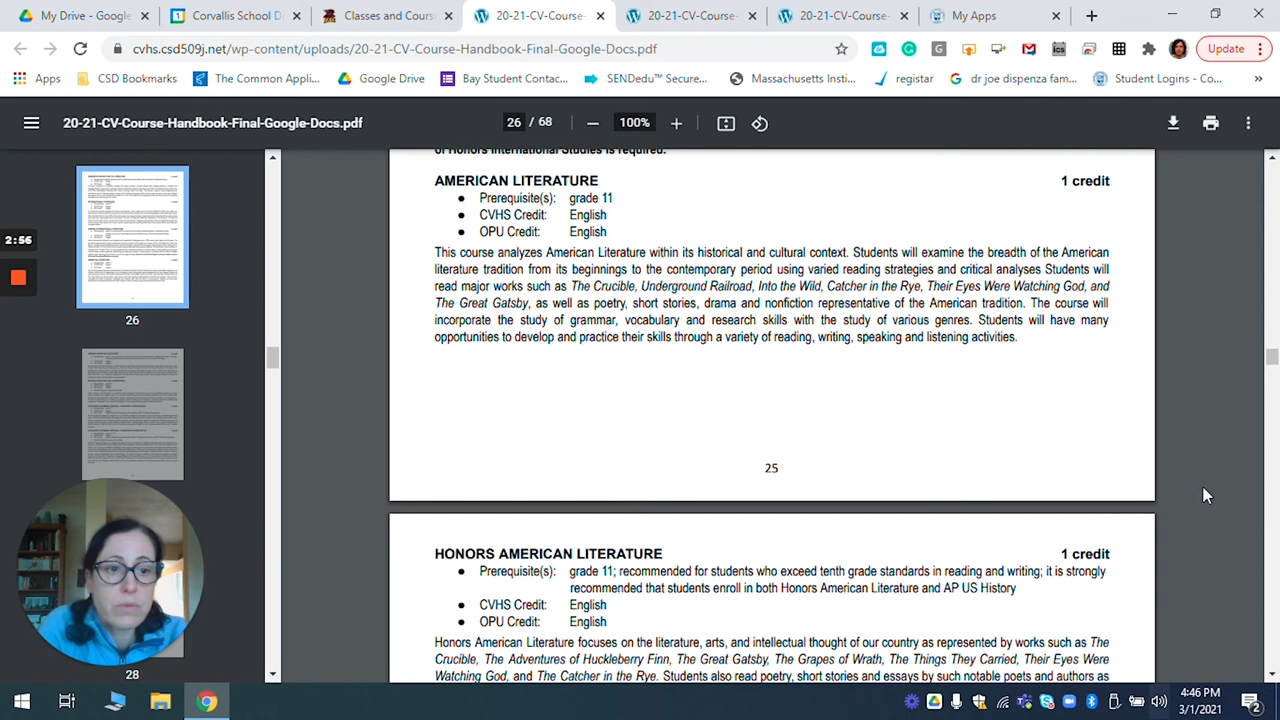 My Drive - Google
Corvallis School D
Classes and Cours
20-21-CV-Course-
20-21-CV-Course-
20-21-CV-Course-
My Apps
cvhs.csd509j.net/wp-content/uploads/20-21-CV-Course-Handbook-Final-Google-Docs.pdf
Update
Apps
CSD Bookmarks
The Common Appli...
Google Drive
Bay Student Contac...
SENDedu™ Secure...
Massachusetts Insti...
registar
dr joe dispenza fam...
Student Logins - Co...
20-21-CV-Course-Handbook-Final-Google-Docs.pdf
26 / 68
100%
of Honors International Studies is required.
AMERICAN LITERATURE 1 credit
● Prerequisite(s): grade 11
● CVHS Credit: English
● OPU Credit: English
This course analyzes American Literature within its historical and cultural context. Students will examine the breadth of the American
literature tradition from its beginnings to the contemporary period using varied reading strategies and critical analyses Students will
read major works such as The Crucible, Underground Railroad, Into the Wild, Catcher in the Rye, Their Eyes Were Watching God, and
The Great Gatsby, as well as poetry, short stories, drama and nonfiction representative of the American tradition. The course will
incorporate the study of grammar, vocabulary and research skills with the study of various genres. Students will have many
opportunities to develop and practice their skills through a variety of reading, writing, speaking and listening activities.
25
HONORS AMERICAN LITERATURE 1 credit
● Prerequisite(s): grade 11; recommended for students who exceed tenth grade standards in reading and writing; it is strongly
recommended that students enroll in both Honors American Literature and AP US History
● CVHS Credit: English
● OPU Credit: English
Honors American Literature focuses on the literature, arts, and intellectual thought of our country as represented by works such as The
Crucible, The Adventures of Huckleberry Finn, The Great Gatsby, The Grapes of Wrath, The Things They Carried, Their Eyes Were
Watching God, and The Catcher in the Rye. Students also read poetry, short stories and essays by such notable poets and authors as
2:56
26
28
4:46 PM
3/1/2021
2